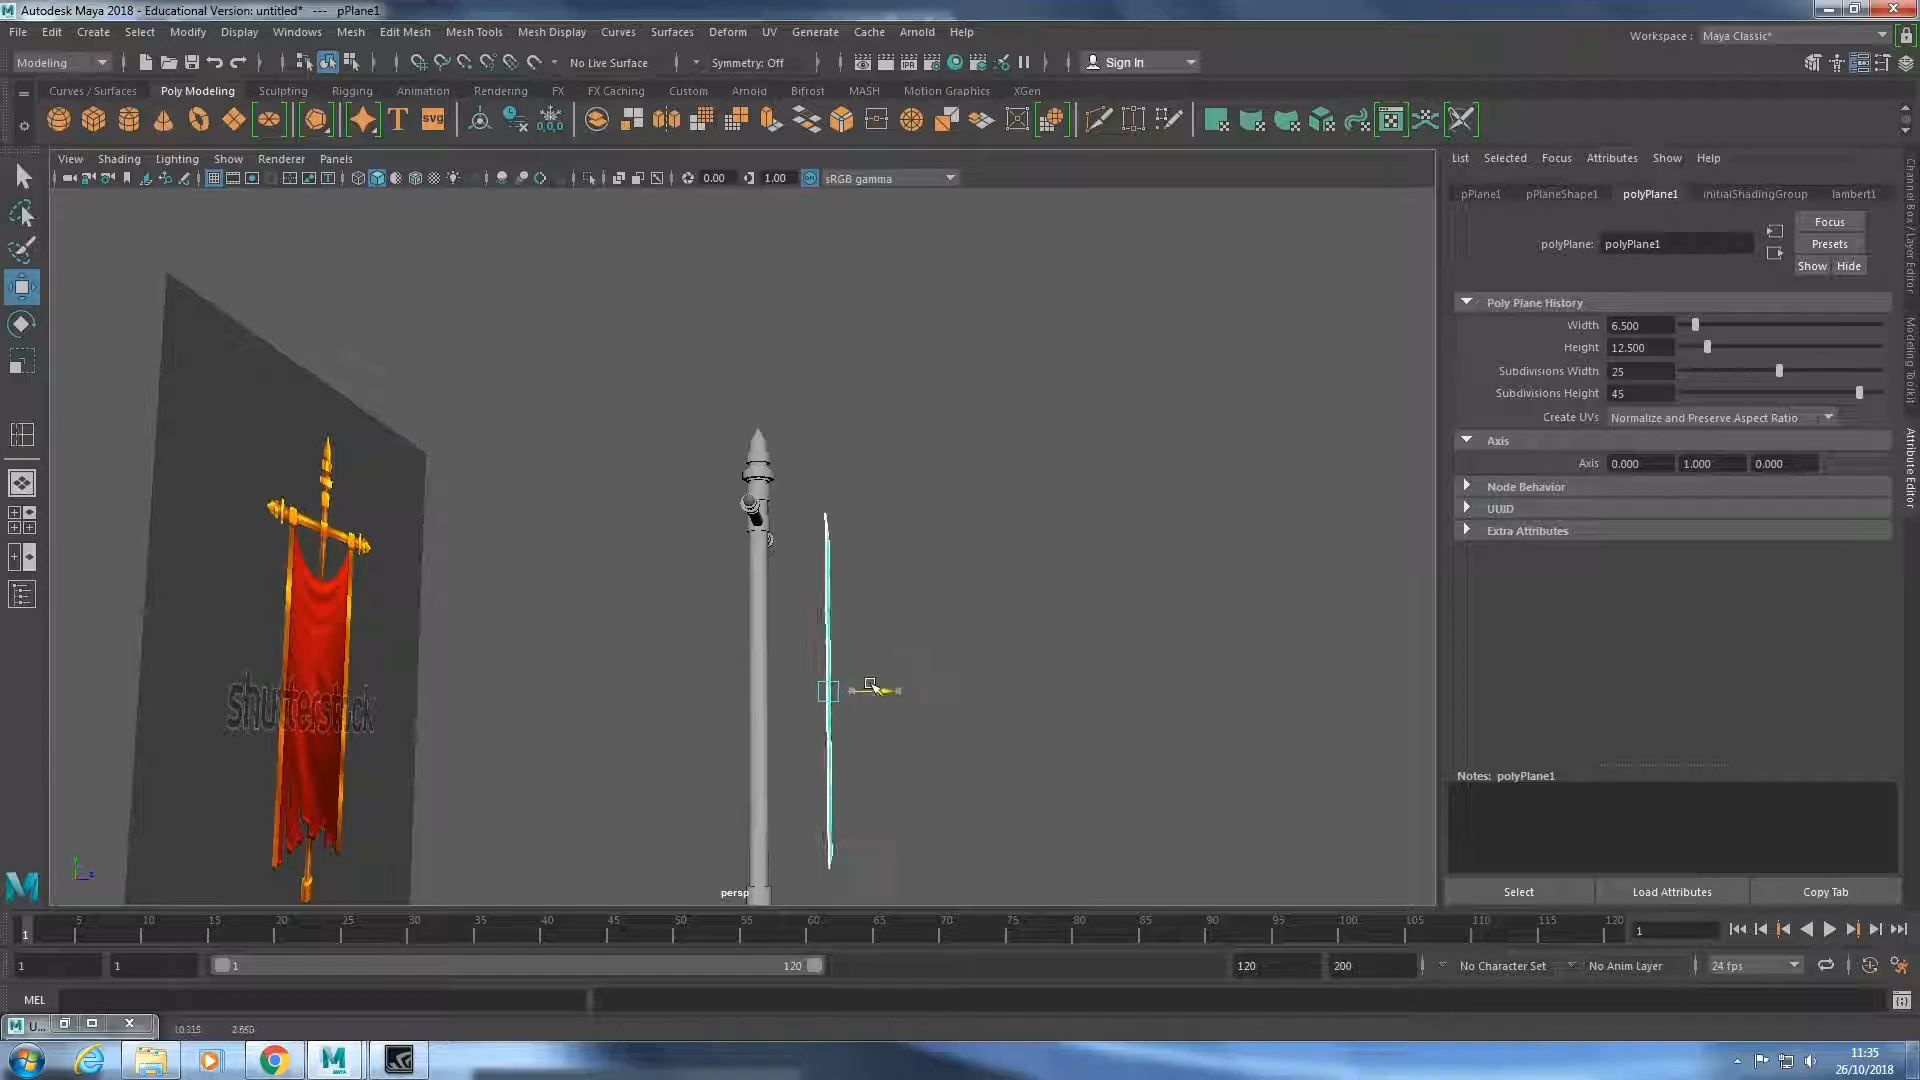 Autodesk Maya 2018 - Educational Version: untitled* --- pPlane1
File Edit Create Select Modify Display Windows Mesh Edit Mesh Mesh Tools Mesh Display Curves Surfaces Deform UV Generate Cache Arnold Help
Workspace : Maya Classic*
Modeling No Live Surface Symmetry: Off IPR Sign In
Curves / Surfaces Poly Modeling Sculpting Rigging Animation Rendering FX FX Caching Custom Arnold Bifrost MASH Motion Graphics XGen
T SVG 0,0,0
View Shading Lighting Show Renderer Panels
0.00 1.00 sRGB gamma
List Selected Focus Attributes Show Help
pPlane1 pPlaneShape1 polyPlane1 initialShadingGroup lambert1
Focus
polyPlane: polyPlane1 Presets
Show Hide
Poly Plane History
Width 6.500
Height 12.500
Subdivisions Width 25
Subdivisions Height 45
Create UVs Normalize and Preserve Aspect Ratio
Axis
Axis 0.000 1.000 0.000
Node Behavior
UUID
Extra Attributes
Notes: polyPlane1
Select Load Attributes Copy Tab
Channel Box / Layer Editor
Modeling Toolkit
Attribute Editor
shutterstock
persp
5 10 15 20 25 30 35 40 45 50 55 60 65 70 75 80 85 90 95 100 105 110 115 120
1 1
1 1 1 120 120 200 No Character Set No Anim Layer 24 fps
MEL
U...
11:35
26/10/2018